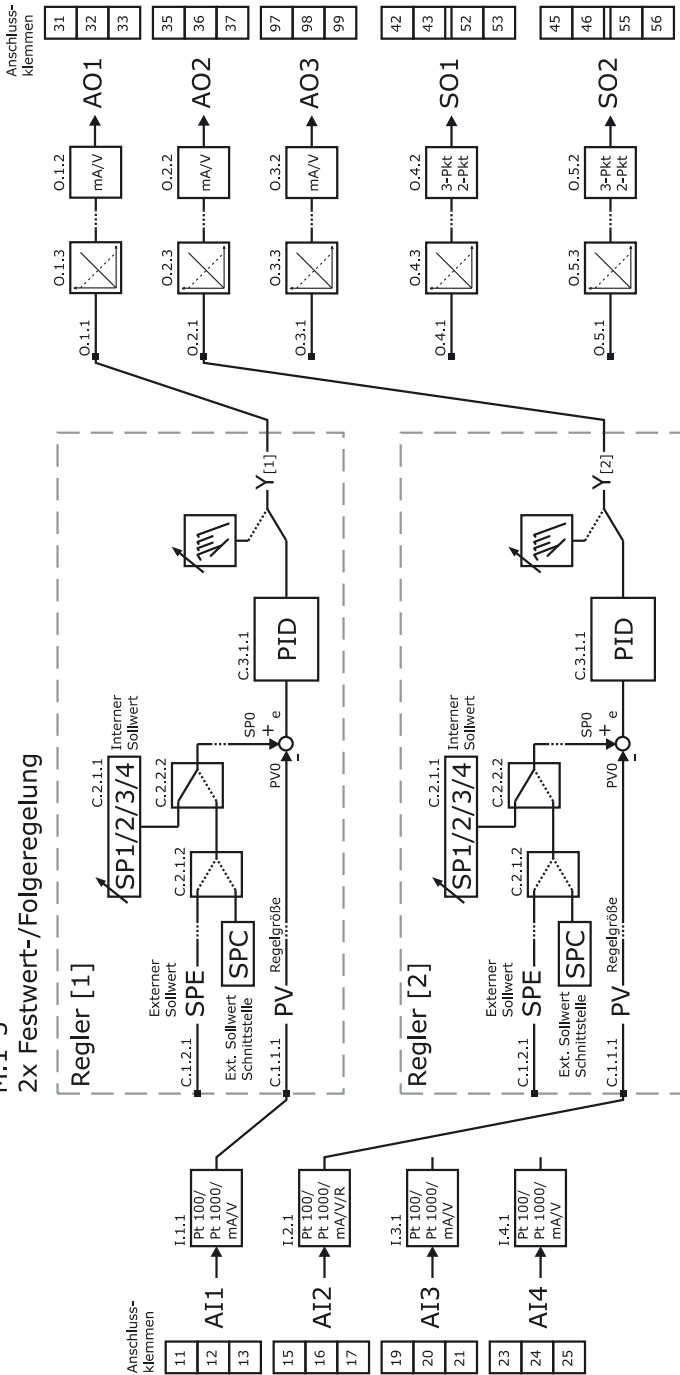 M.1-5
2x Festwert-/Folgeregelung
Anschluss-
klemmen
11
12
13
AI1
I.1.1
Pt 100/
Pt 1000/
mA/V
15
16
17
AI2
I.2.1
Pt 100/
Pt 1000/
mA/V/R
19
20
21
AI3
I.3.1
Pt 100/
Pt 1000/
mA/V
23
24
25
AI4
I.4.1
Pt 100/
Pt 1000/
mA/V
Regler [1]
Externer
Sollwert
C.1.2.1
SPE
SPC
Ext. Sollwert
Schnittstelle
C.1.1.1
PV
Regelgröße
C.2.1.2
C.2.1.1
SP1/2/3/4
Interner
Sollwert
C.2.2.2
SP0
+
e
PV0
-
C.3.1.1
PID
Y[1]
Regler [2]
Externer
Sollwert
C.1.2.1
SPE
SPC
Ext. Sollwert
Schnittstelle
C.1.1.1
PV
Regelgröße
C.2.1.2
C.2.1.1
SP1/2/3/4
Interner
Sollwert
C.2.2.2
SP0
+
e
PV0
-
C.3.1.1
PID
Y[2]
Anschluss-
klemmen
O.1.1
O.1.3
O.1.2
mA/V
AO1
31
32
33
O.2.1
O.2.3
O.2.2
mA/V
AO2
35
36
37
O.3.1
O.3.3
O.3.2
mA/V
AO3
97
98
99
O.4.1
O.4.3
O.4.2
3-Pkt
2-Pkt
SO1
42
43
52
53
O.5.1
O.5.3
O.5.2
3-Pkt
2-Pkt
SO2
45
46
55
56